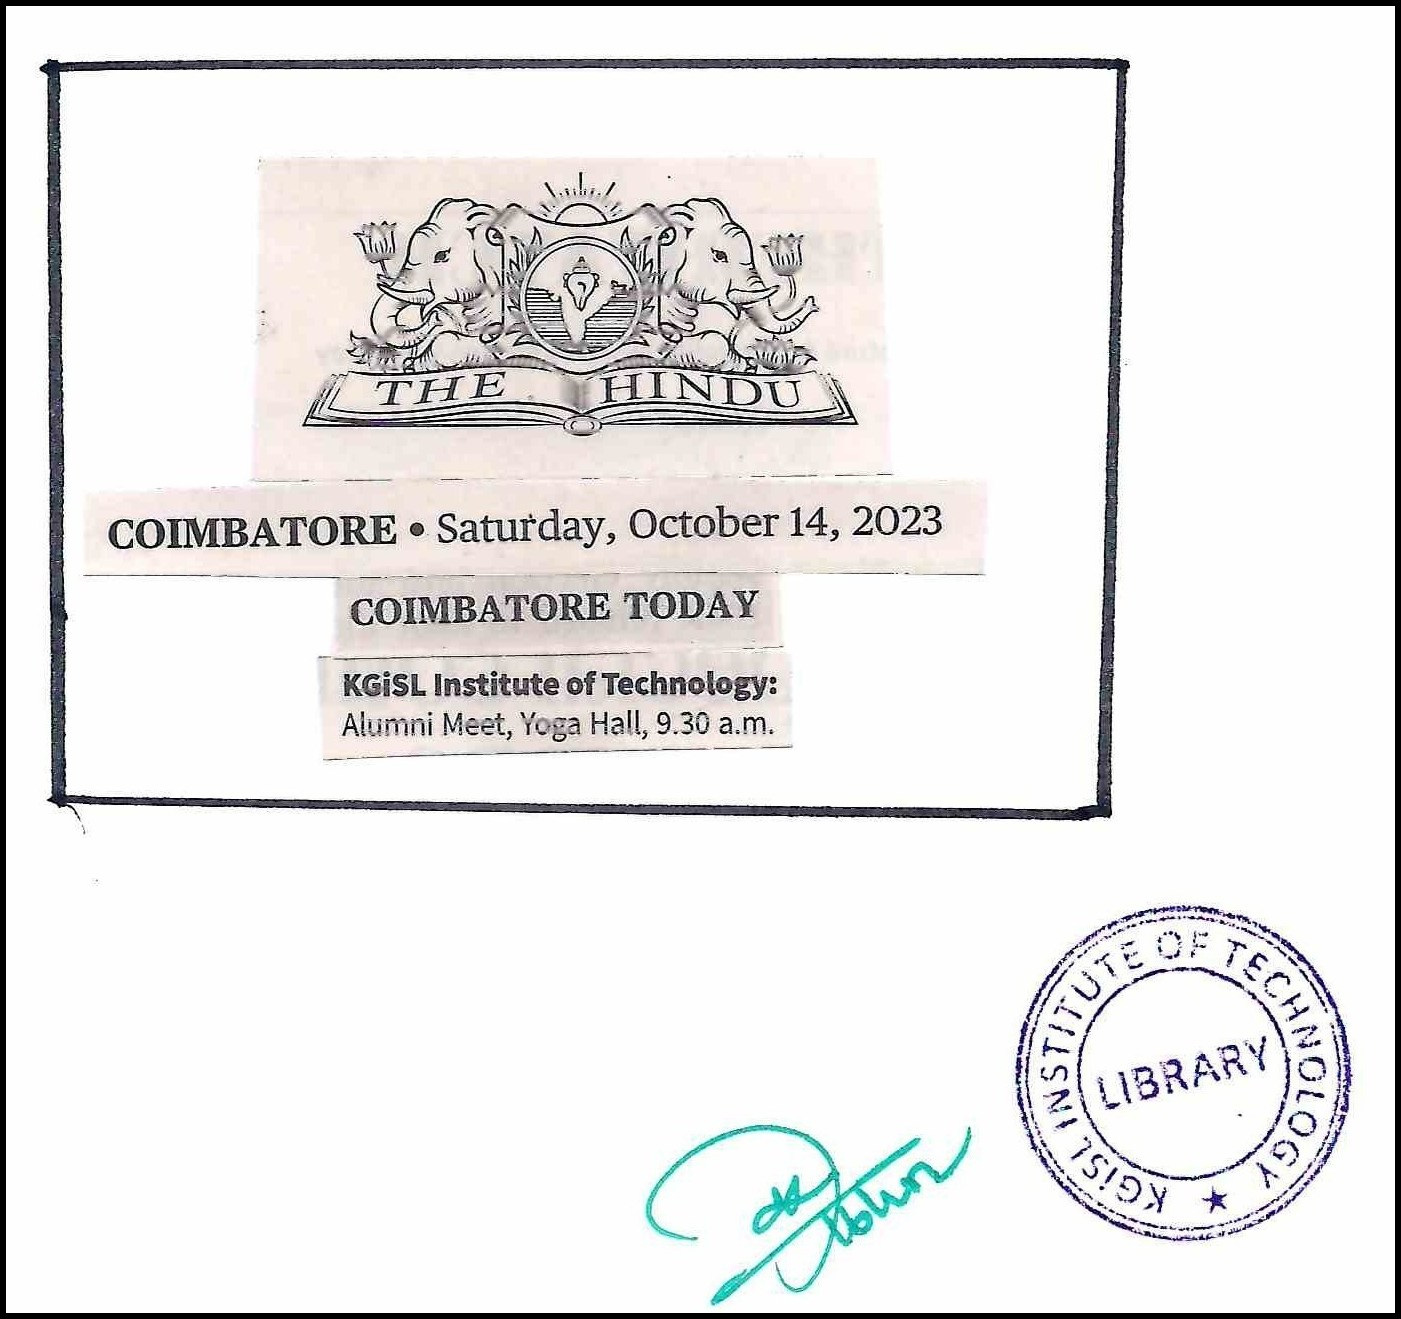 THE HINDU
COIMBATORE • Saturday, October 14, 2023
COIMBATORE TODAY
KGiSL Institute of Technology:
Alumni Meet, Yoga Hall, 9.30 a.m.
KGiSL INSTITUTE OF TECHNOLOGY ★
LIBRARY